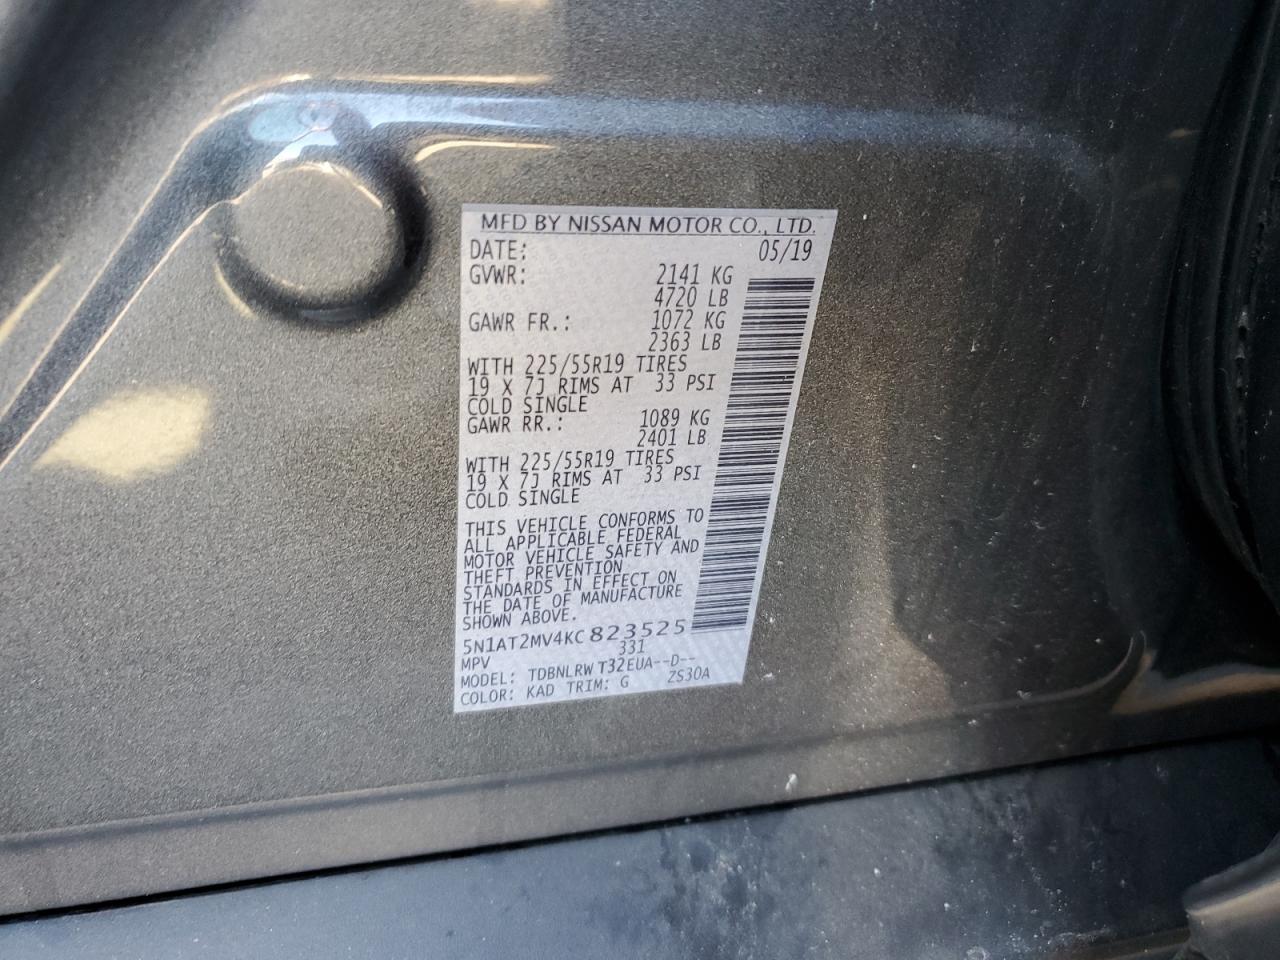 MFD BY NISSAN MOTOR CO., LTD.
DATE: 05/19
GVWR: 2141 KG
4720 LB
GAWR FR.: 1072 KG
2363 LB
WITH 225/55R19 TIRES
19 X 7J RIMS AT 33 PSI
COLD SINGLE
GAWR RR.: 1089 KG
2401 LB
WITH 225/55R19 TIRES
19 X 7J RIMS AT 33 PSI
COLD SINGLE
THIS VEHICLE CONFORMS TO
ALL APPLICABLE FEDERAL
MOTOR VEHICLE SAFETY AND
THEFT PREVENTION
STANDARDS IN EFFECT ON
THE DATE OF MANUFACTURE
SHOWN ABOVE.
5N1AT2MV4KC823525
MPV 331
MODEL: TDBNLRW T32EUA--D--
COLOR: KAD TRIM: G ZS30A